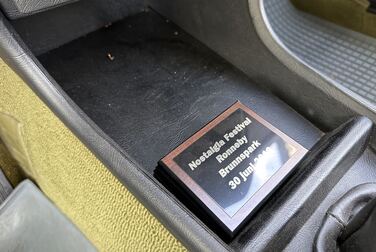 Nostalgia Festival
Ronneby
Brunnspark
30 juni